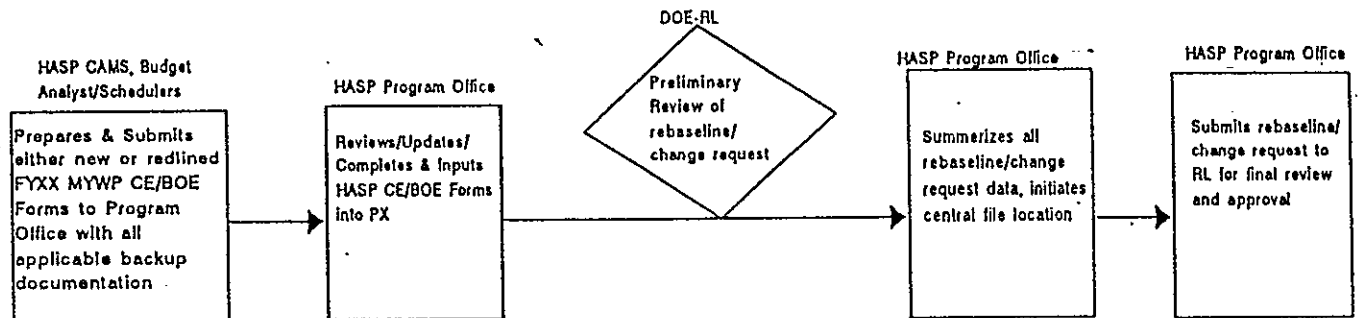 HASP CAMS, Budget
Analyst/Schedulers
Prepares & Submits
either new or redlined
FYXX MYWP CE/BOE
Forms to Program
Office with all
applicable backup
documentation
HASP Program Office
Reviews/Updates/
Completes & Inputs
HASP CE/BOE Forms
into PX
DOE-RL
Preliminary
Review of
rebaseline/
change request
HASP Program Office
Summarizes all
rebaseline/change
request data, initiates
central file location
HASP Program Office
Submits rebaseline/
change request to
RL for final review
and approval